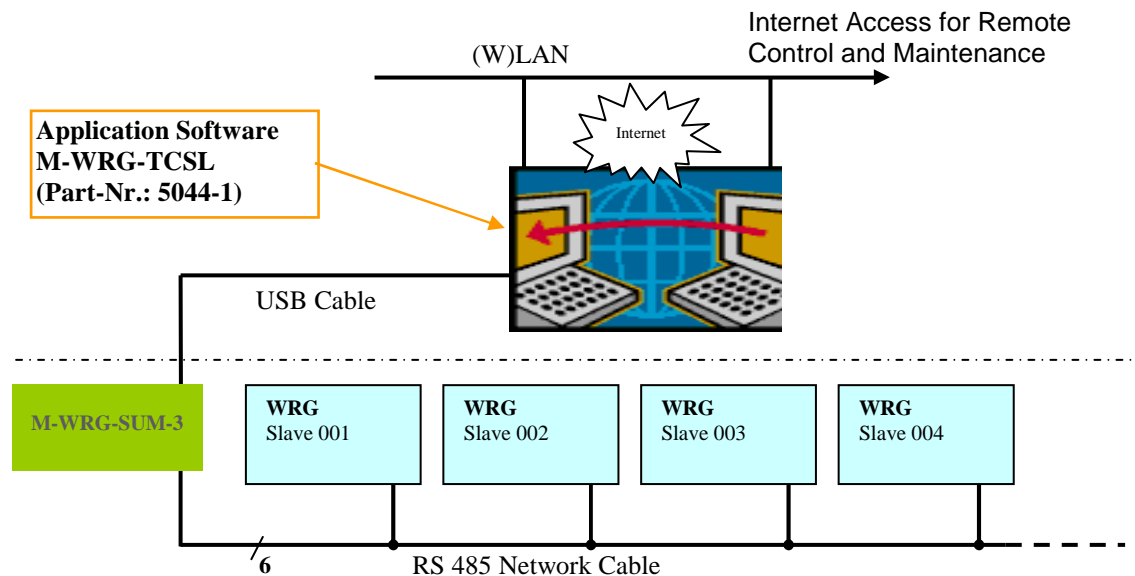 Internet Access for Remote
Control and Maintenance
(W)LAN
Internet
Application Software
M-WRG-TCSL
(Part-Nr.: 5044-1)
USB Cable
M-WRG-SUM-3
WRG
Slave 001
WRG
Slave 002
WRG
Slave 003
WRG
Slave 004
6
RS 485 Network Cable